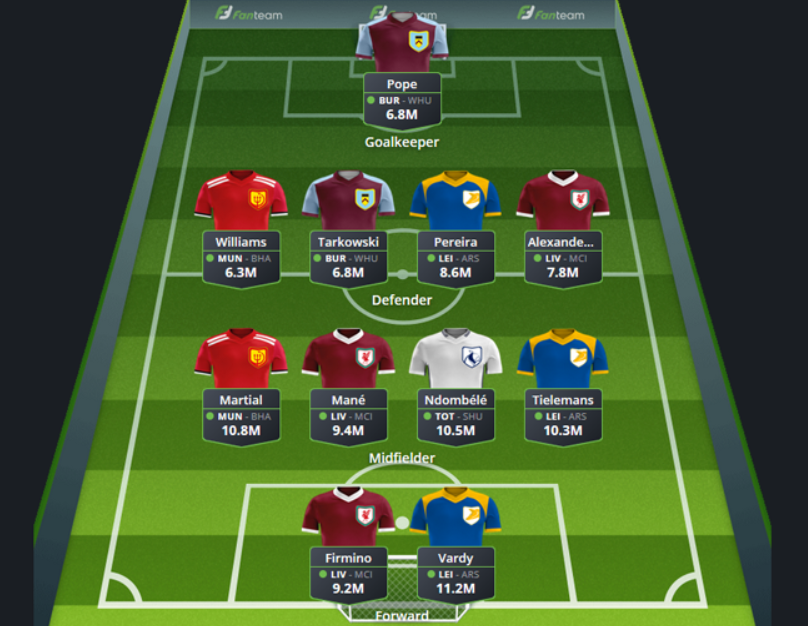 Fanteam
Fanteam
Fanteam
Pope
BUR - WHU
6.8M
Goalkeeper
Williams
MUN - BHA
6.3M
Tarkowski
BUR - WHU
6.8M
Pereira
LEI - ARS
8.6M
Alexande...
LIV - MCI
7.8M
Defender
Martial
MUN - BHA
10.8M
Mané
LIV - MCI
9.4M
Ndombélé
TOT - SHU
10.5M
Tielemans
LEI - ARS
10.3M
Midfielder
Firmino
LIV - MCI
9.2M
Vardy
LEI - ARS
11.2M
Forward